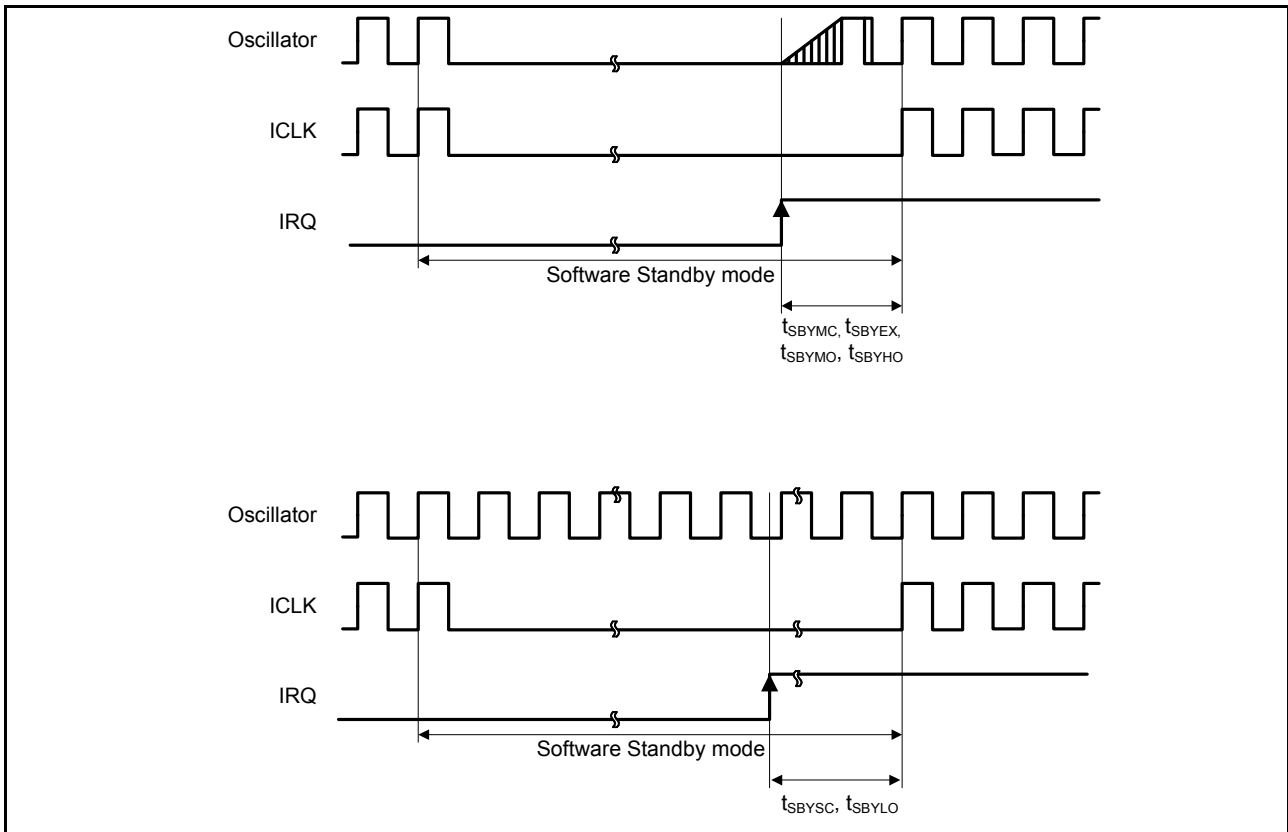 Oscillator
ICLK
IRQ
Software Standby mode
tSBYMC, tSBYEX,
tSBYMO, tSBYHO
Oscillator
ICLK
IRQ
Software Standby mode
tSBYSC, tSBYLO